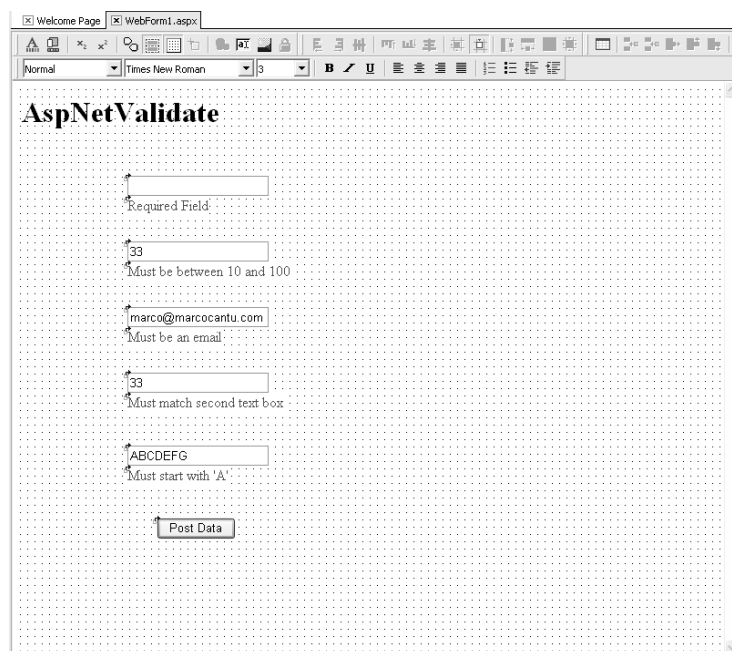 Welcome Page WebForm1.aspx
Normal Times New Roman 3 B I U
AspNetValidate
Required Field
33
Must be between 10 and 100
marco@marcocantu.com
Must be an email
33
Must match second text box
ABCDEFG
Must start with 'A'
Post Data